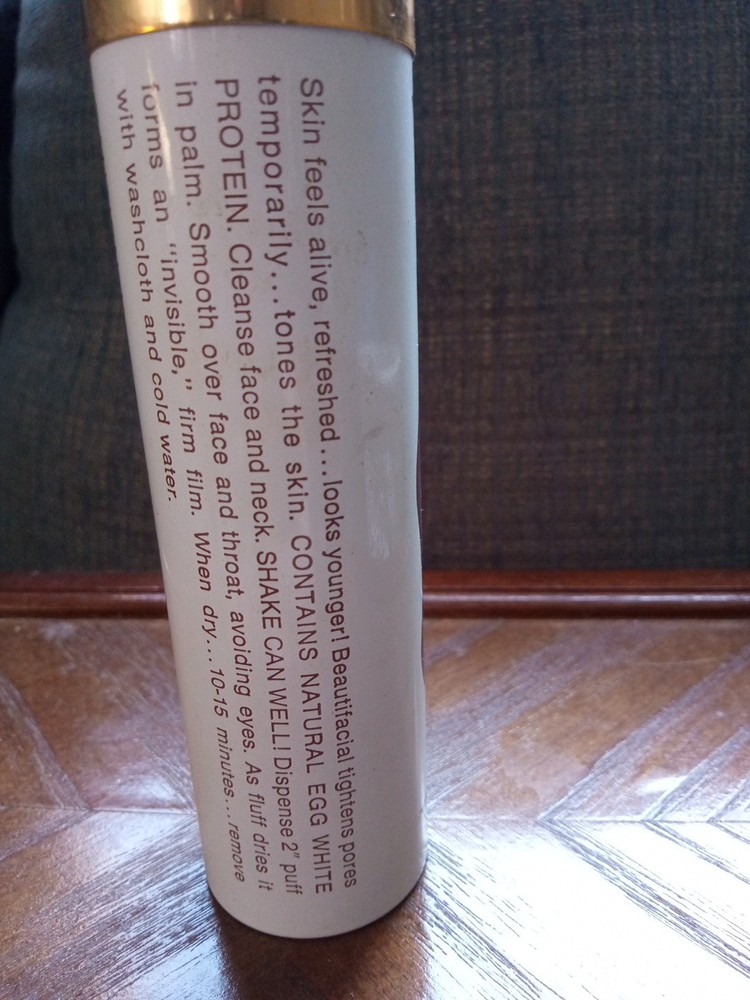 Skin feels alive, refreshed...looks younger! Beautifacial tightens pores
temporarily...tones the skin. CONTAINS NATURAL EGG WHITE
PROTEIN. Cleanse face and neck. SHAKE CAN WELL! Dispense 2" puff
in palm. Smooth over face and throat, avoiding eyes. As fluff dries it
forms an “invisible,” firm film. When dry...10-15 minutes...remove
with washcloth and cold water.